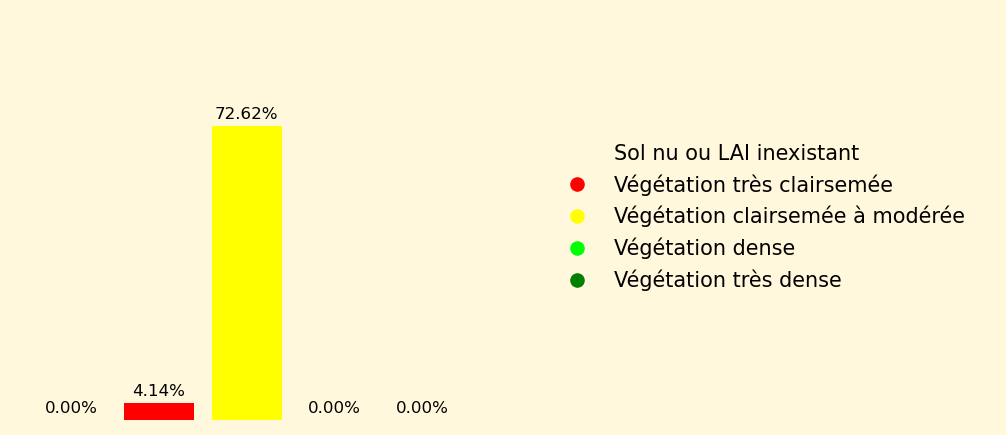 72.62%
4.14%
0.00%
0.00%
0.00%
Sol nu ou LAI inexistant
Végétation très clairsemée
Végétation clairsemée à modérée
Végétation dense
Végétation très dense